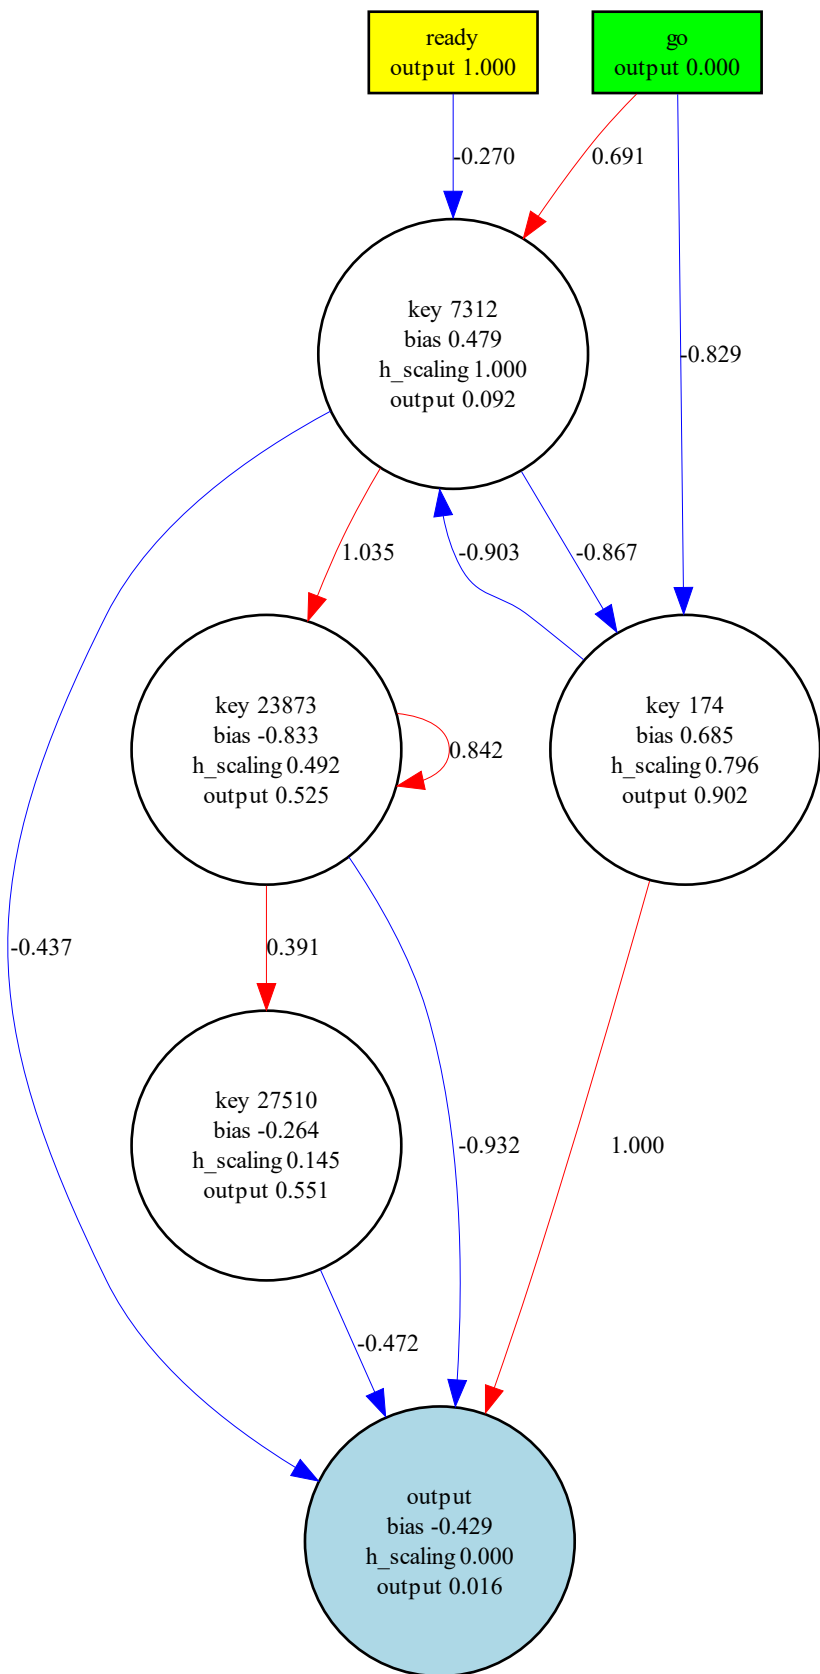 ready
output 1.000
go
output 0.000
-0.270
0.691
key 7312
bias 0.479
h_scaling 1.000
output 0.092
-0.829
1.035
-0.903
-0.867
key 23873
bias -0.833
h_scaling 0.492
output 0.525
0.842
key 174
bias 0.685
h_scaling 0.796
output 0.902
-0.437
0.391
key 27510
bias -0.264
h_scaling 0.145
output 0.551
-0.932
1.000
-0.472
output
bias -0.429
h_scaling 0.000
output 0.016